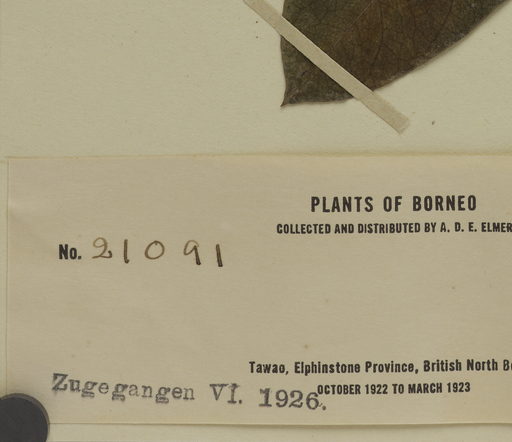 PLANTS OF BORNEO
COLLECTED AND DISTRIBUTED BY A. D. E. ELMER
No. 21091
Tawao, Elphinstone Province, British North
OCTOBER 1922 TO MARCH 1923
Zugegangen VI. 1926.